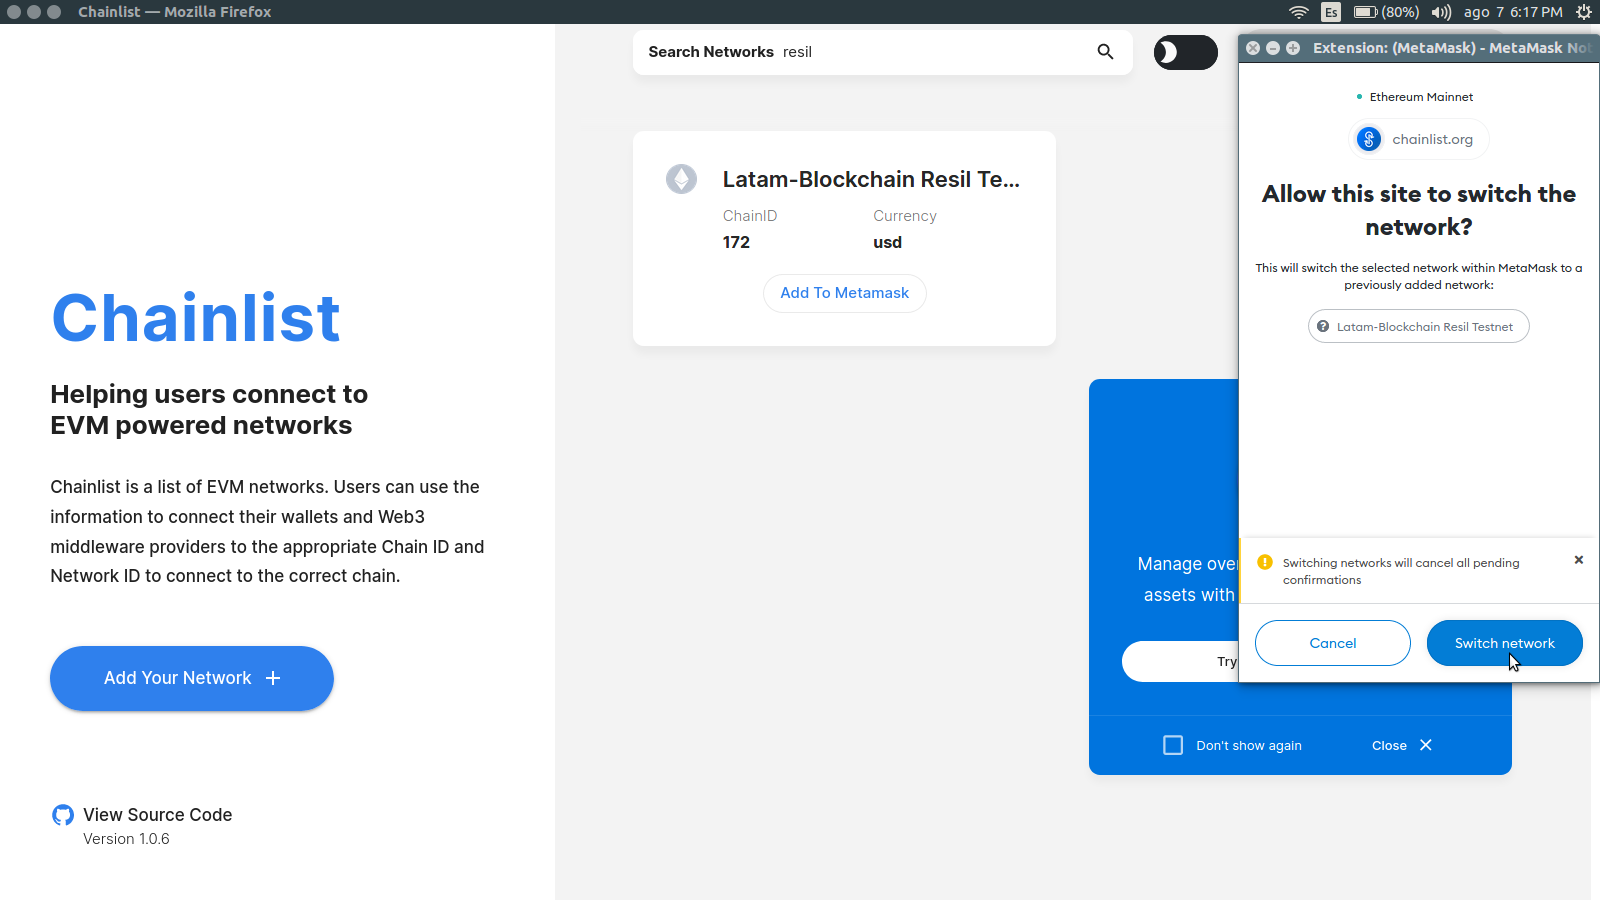 Chainlist — Mozilla Firefox
Es
(80%)
ago 7 6:17 PM
Search Networks resil
Latam-Blockchain Resil Te...
ChainID Currency
172 usd
Add To Metamask
Chainlist
Helping users connect to
EVM powered networks
Chainlist is a list of EVM networks. Users can use the
information to connect their wallets and Web3
middleware providers to the appropriate Chain ID and
Network ID to connect to the correct chain.
Add Your Network +
View Source Code
Version 1.0.6
Manage over
assets with
Try
Don't show again
Close
Extension: (MetaMask) - MetaMask Not
Ethereum Mainnet
chainlist.org
Allow this site to switch the
network?
This will switch the selected network within MetaMask to a
previously added network:
Latam-Blockchain Resil Testnet
Switching networks will cancel all pending
confirmations
Cancel
Switch network